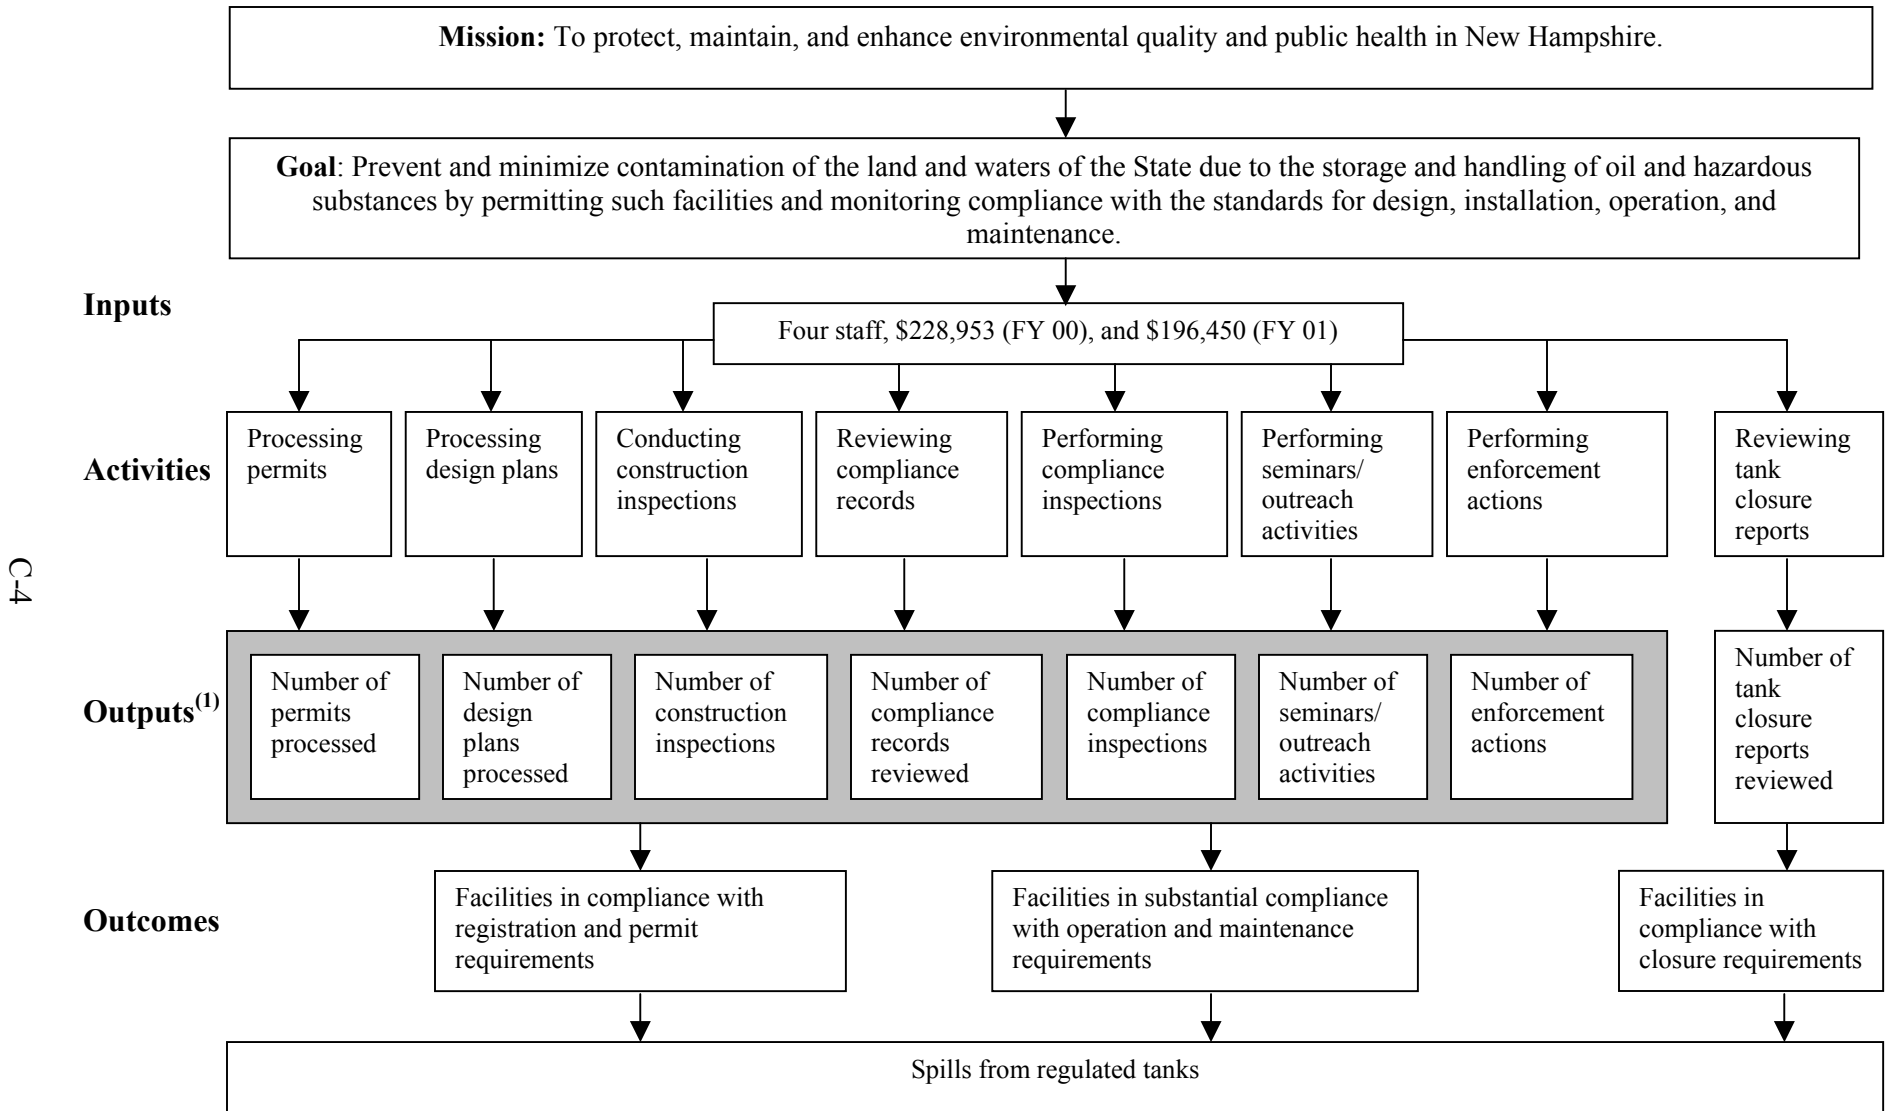 Mission: To protect, maintain, and enhance environmental quality and public health in New Hampshire.
Goal: Prevent and minimize contamination of the land and waters of the State due to the storage and handling of oil and hazardous
substances by permitting such facilities and monitoring compliance with the standards for design, installation, operation, and
maintenance.
Inputs
Four staff, $228,953 (FY 00), and $196,450 (FY 01)
Activities
Processing
permits
Processing
design plans
Conducting
construction
inspections
Reviewing
compliance
records
Performing
compliance
inspections
Performing
seminars/
outreach
activities
Performing
enforcement
actions
Reviewing
tank
closure
reports
C-4
Outputs(1)
Number of
permits
processed
Number of
design
plans
processed
Number of
construction
inspections
Number of
compliance
records
reviewed
Number of
compliance
inspections
Number of
seminars/
outreach
activities
Number of
enforcement
actions
Number of
tank
closure
reports
reviewed
Outcomes
Facilities in compliance with
registration and permit
requirements
Facilities in substantial compliance
with operation and maintenance
requirements
Facilities in
compliance with
closure requirements
Spills from regulated tanks